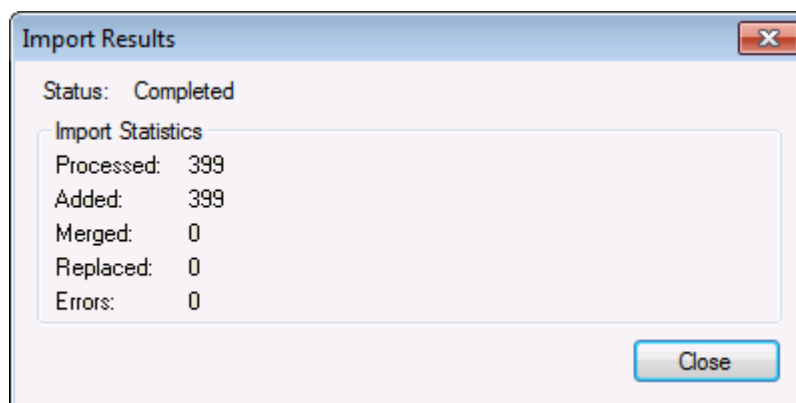 Import Results
Status: Completed
Import Statistics
Processed: 399
Added: 399
Merged: 0
Replaced: 0
Errors: 0
Close